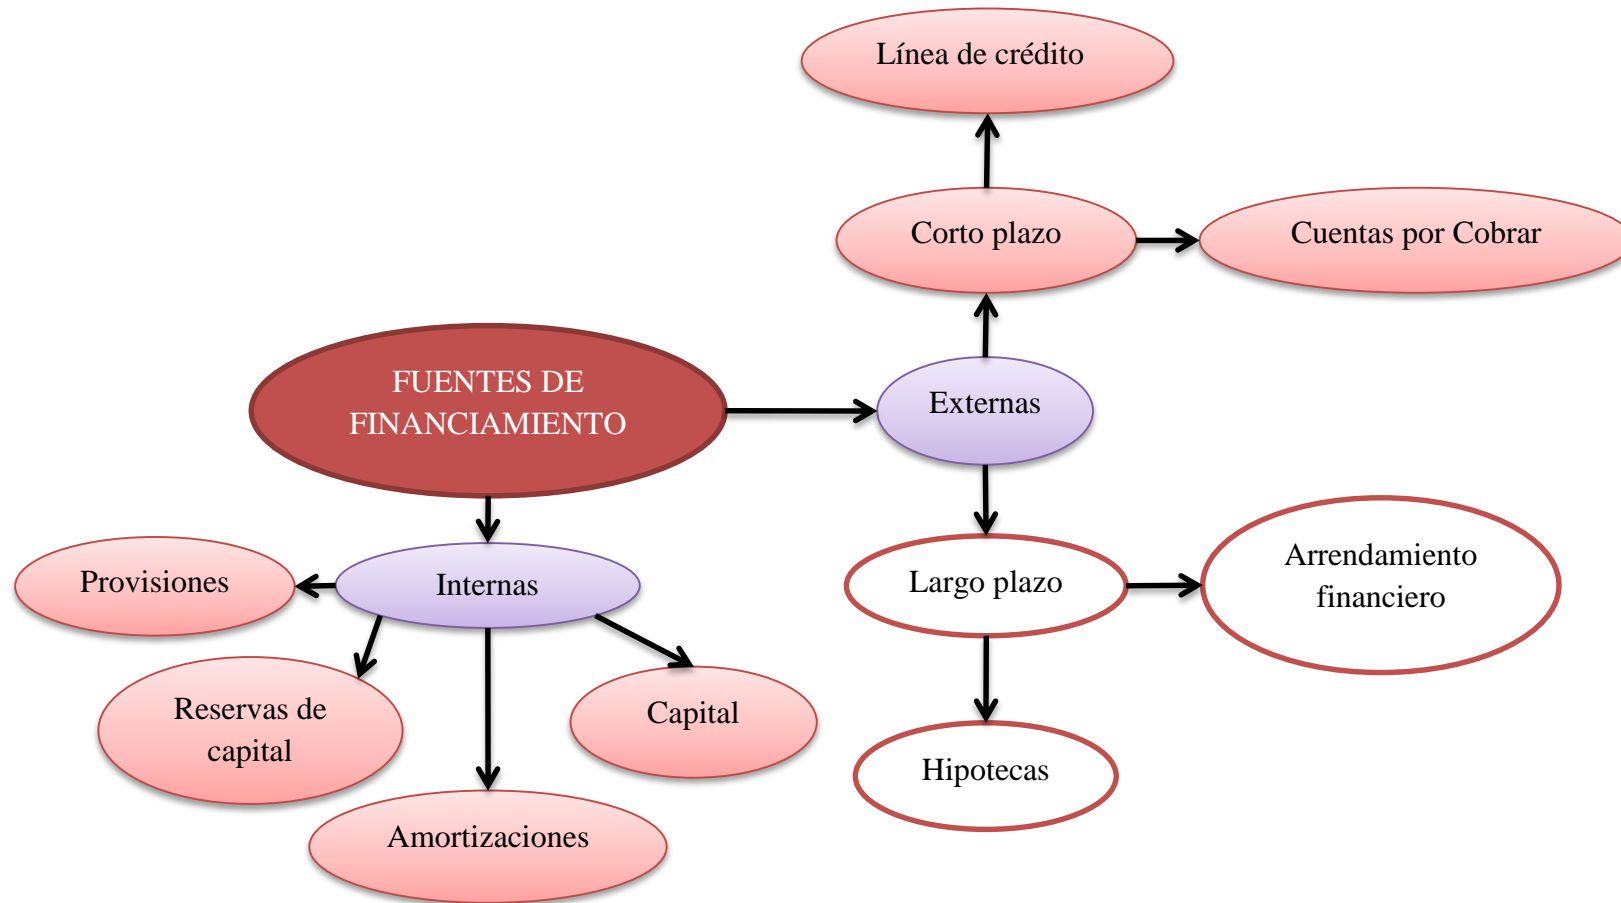 Línea de crédito
Corto plazo
Cuentas por Cobrar
FUENTES DE
FINANCIAMIENTO
Externas
Provisiones
Internas
Largo plazo
Arrendamiento
financiero
Reservas de
capital
Capital
Hipotecas
Amortizaciones